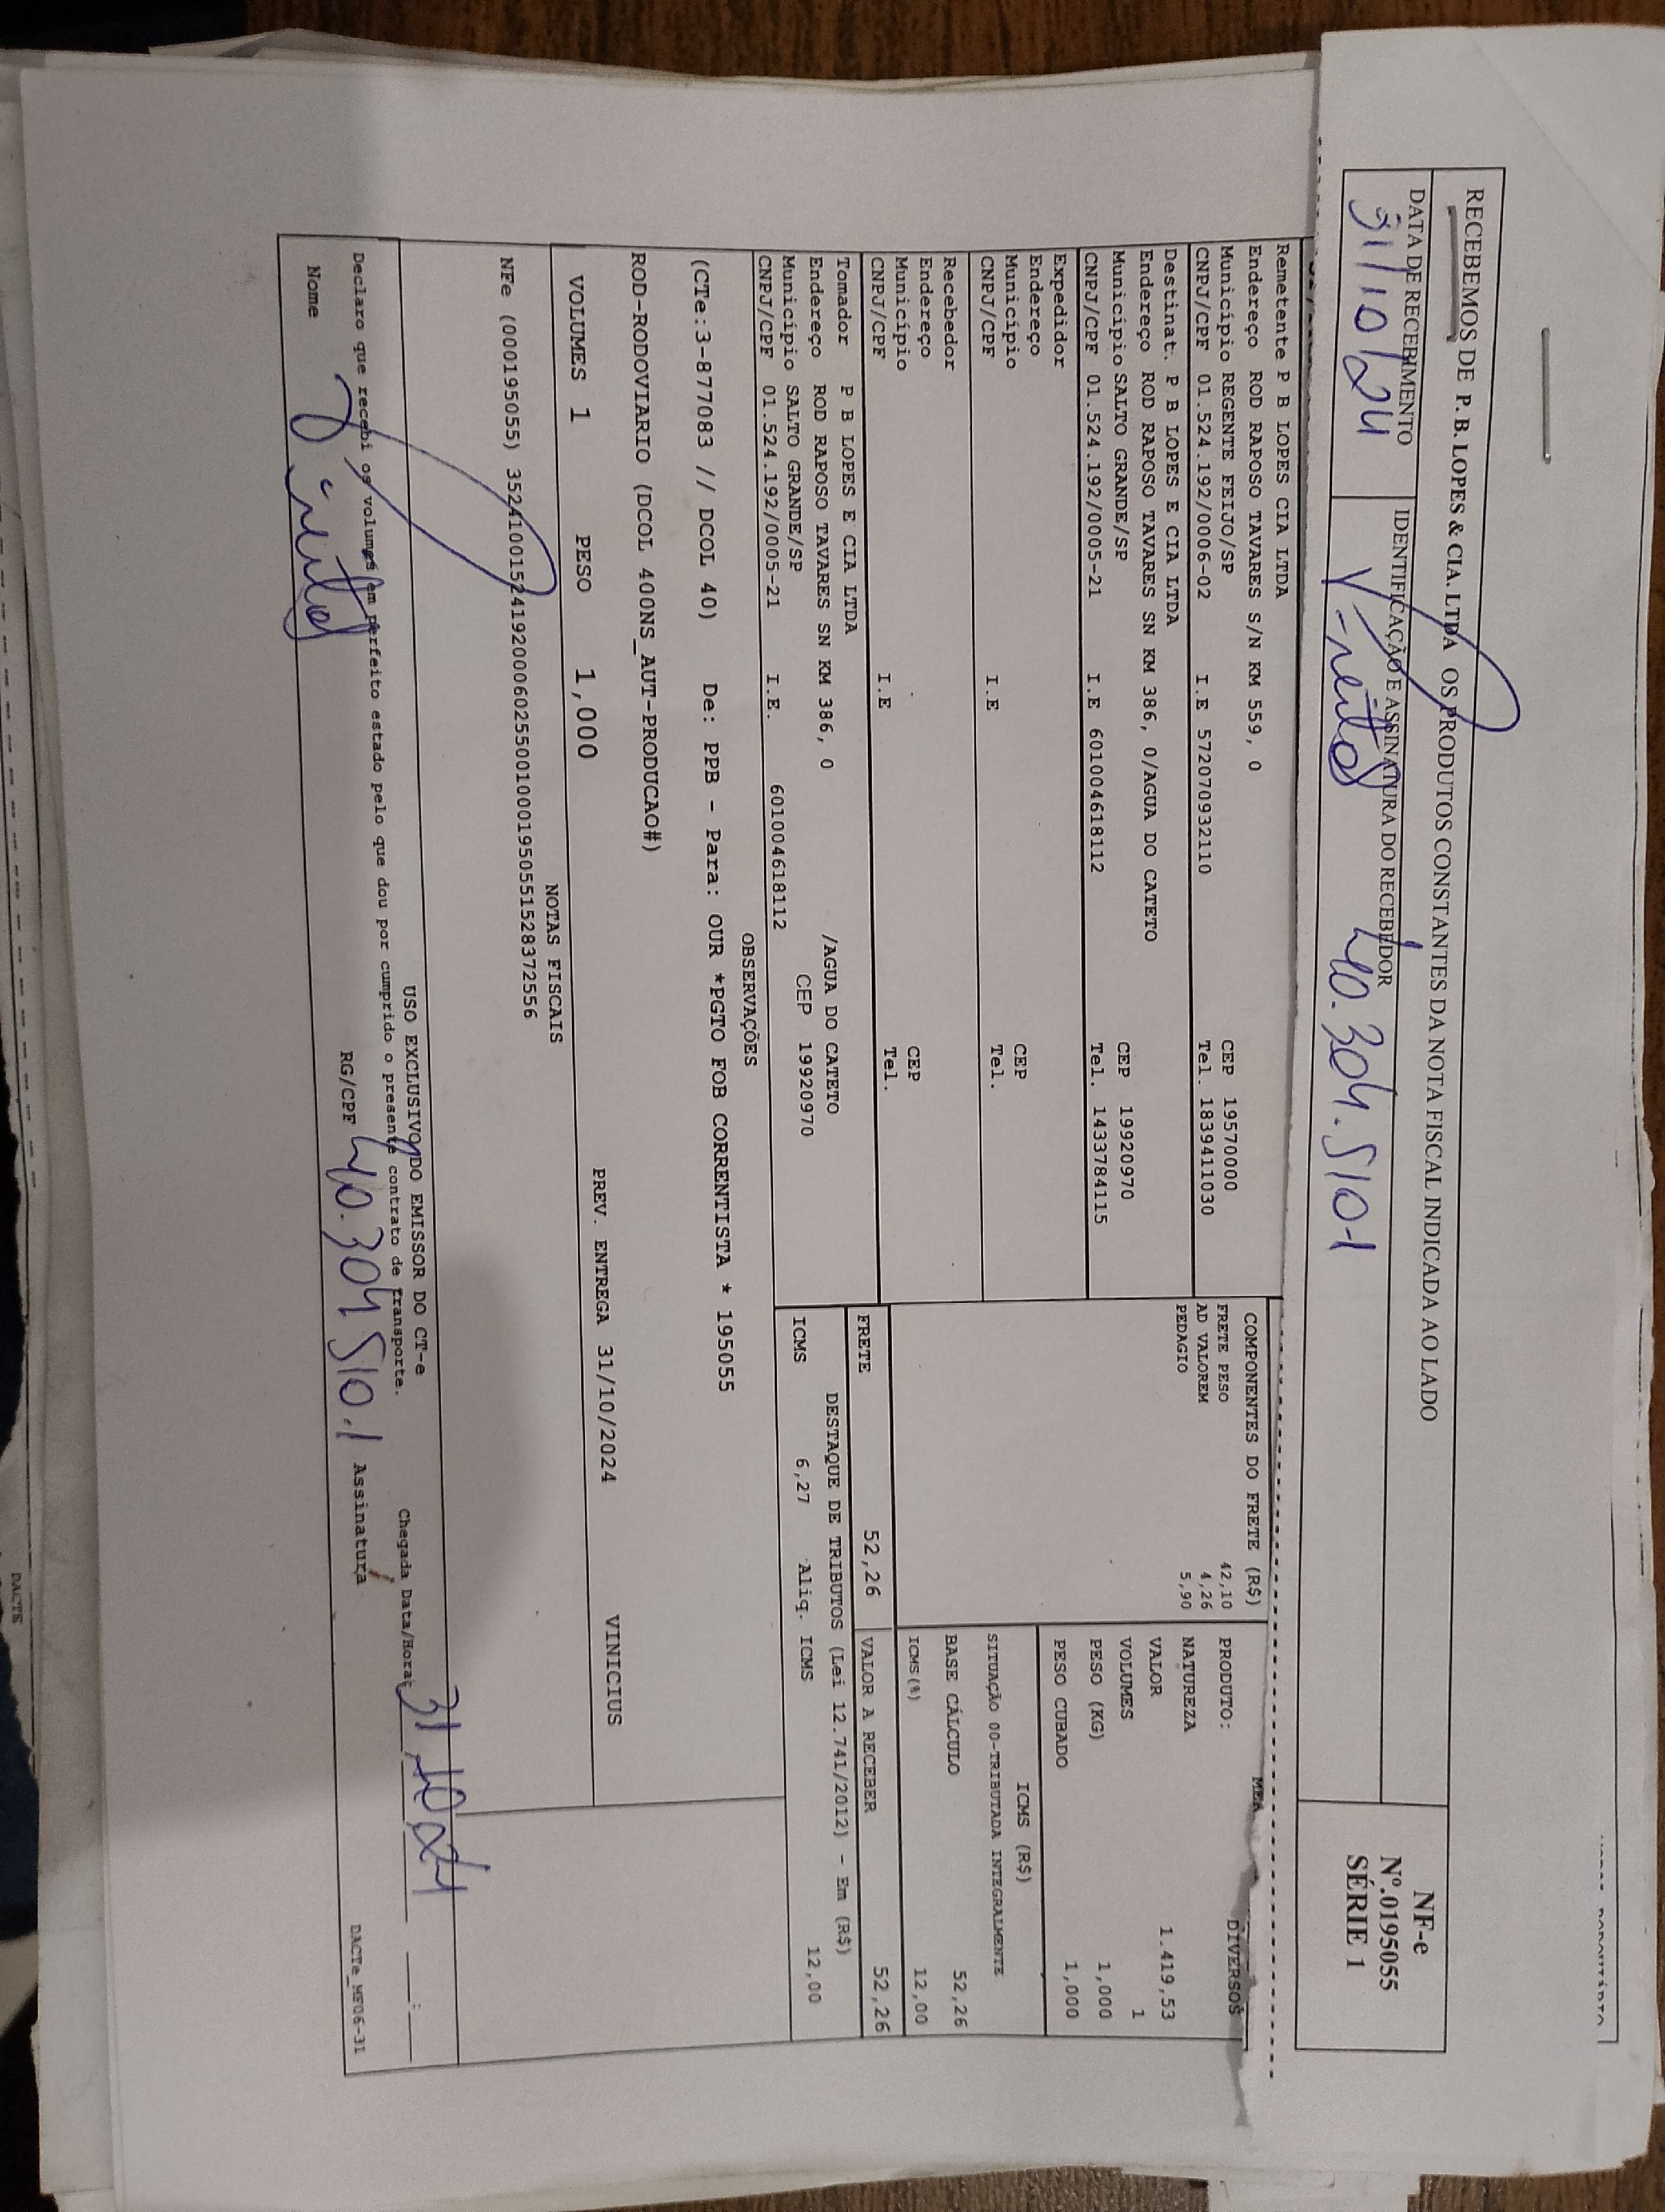 RECEBEMOS DE P. B. LOPES & CIA. LTDA OS PRODUTOS CONSTANTES DA NOTA FISCAL INDICADA AO LADO
DATA DE RECEBIMENTO
31/10/24
IDENTIFICAÇÃO E ASSINATURA DO RECEBEDOR
40.304.510-1
NF-e
Nº.0195055
SÉRIE 1
Remetente P B LOPES CIA LTDA
Endereço ROD RAPOSO TAVARES S/N KM 559, 0
Município REGENTE FEIJO/SP CEP 19570000
CNPJ/CPF 01.524.192/0006-02 I.E 572070932110 Tel. 1839411030
Destinat. P B LOPES E CIA LTDA
Endereço ROD RAPOSO TAVARES SN KM 386, 0/AGUA DO CATETO
Município SALTO GRANDE/SP CEP 19920970
CNPJ/CPF 01.524.192/0005-21 I.E 601004618112 Tel. 1433784115
Expedidor
Endereço
Município CEP
CNPJ/CPF I.E Tel.
Recebedor
Endereço
Município CEP
CNPJ/CPF I.E Tel.
Tomador P B LOPES E CIA LTDA
Endereço ROD RAPOSO TAVARES SN KM 386, 0 /AGUA DO CATETO
Município SALTO GRANDE/SP CEP 19920970
CNPJ/CPF 01.524.192/0005-21 I.E. 601004618112
COMPONENTES DO FRETE (R$)
FRETE PESO 42,10
AD VALOREM 4,26
PEDAGIO 5,90
FRETE 52,26
PRODUTO: DIVERSOS
NATUREZA
VALOR 1.419,53
VOLUMES 1
PESO (KG) 1,000
PESO CUBADO 1,000
ICMS (R$)
SITUAÇÃO 00-TRIBUTADA INTEGRALMENTE
BASE CÁLCULO 52,26
ICMS(%) 12,00
VALOR A RECEBER 52,26
DESTAQUE DE TRIBUTOS (Lei 12.741/2012) - Em (R$)
ICMS 6,27 Aliq. ICMS 12,00
OBSERVAÇÕES
(CTe:3-877083 // DCOL 40) De: PPB - Para: OUR *PGTO FOB CORRENTISTA * 195055
ROD-RODOVIARIO (DCOL 400NS_AUT-PRODUCAO#)
VOLUMES 1 PESO 1,000 PREV. ENTREGA 31/10/2024 VINICIUS
NOTAS FISCAIS
NFe (000195055) 35241001524192000602550010001950551528372556
USO EXCLUSIVO DO EMISSOR DO CT-e
Declaro que recebi os volumes em perfeito estado pelo que dou por cumprido o presente contrato de transporte.
Chegada Data/Hora: 31/10/24 :
Nome
RG/CPF 40.304510.1 Assinatura
DACTe_MF06-31
DACTE